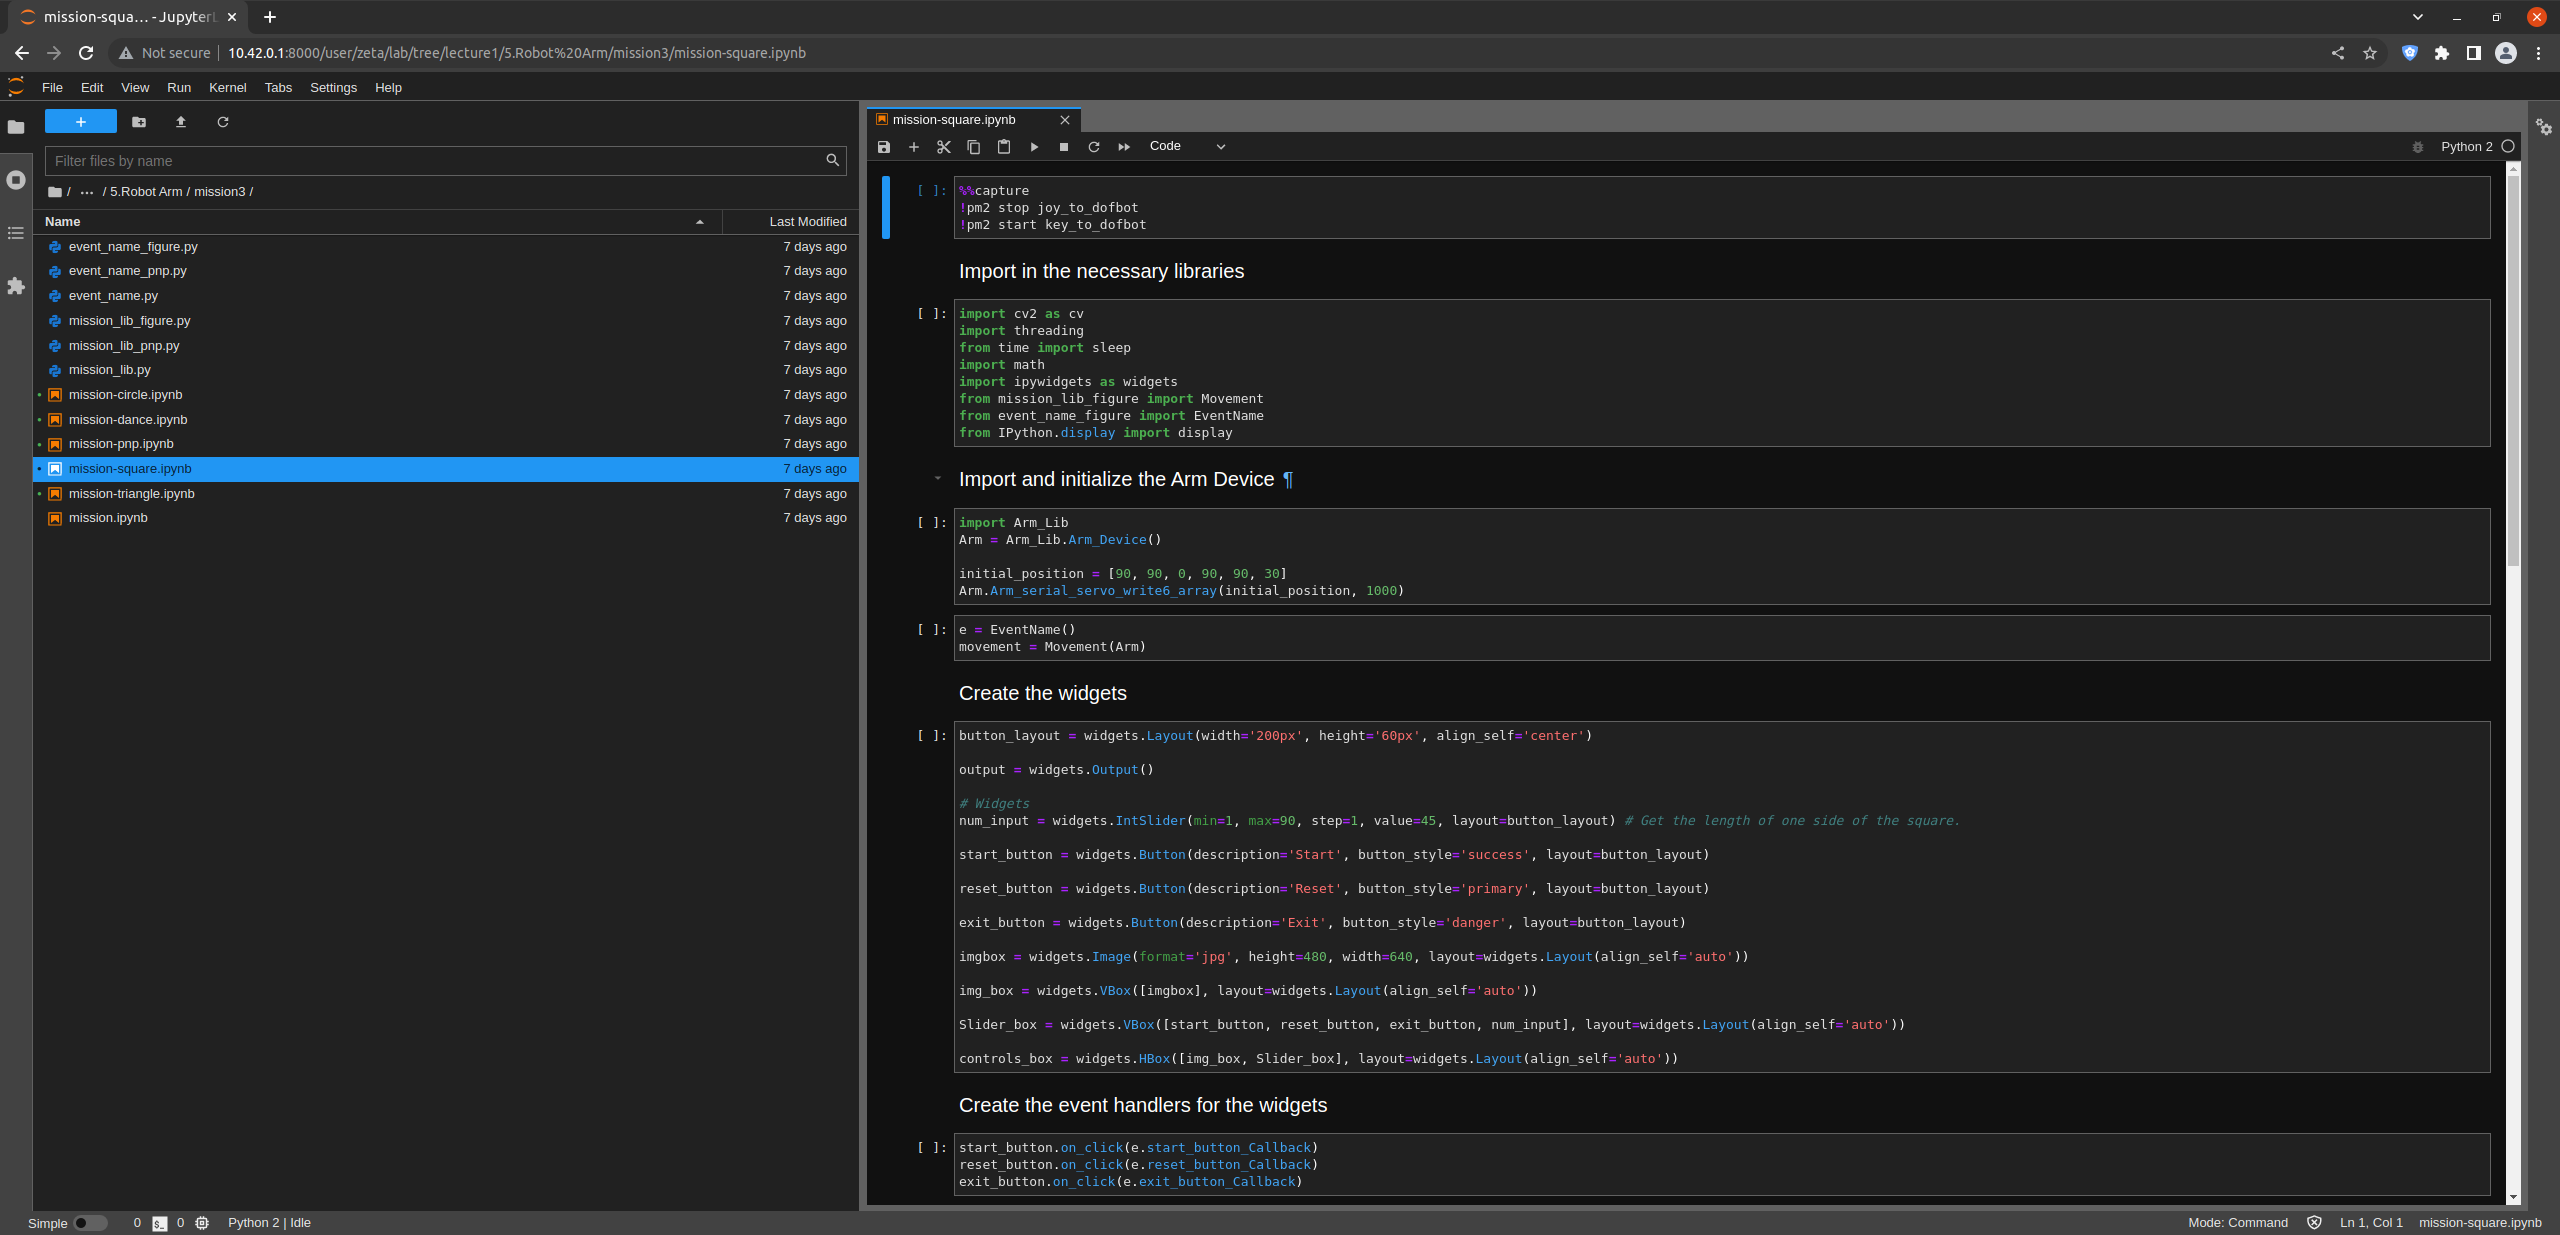 mission-squa... - JupyterL
Not secure | 10.42.0.1:8000/user/zeta/lab/tree/lecture1/5.Robot%20Arm/mission3/mission-square.ipynb
File Edit View Run Kernel Tabs Settings Help
Filter files by name
/ ... / 5.Robot Arm / mission3 /
Name Last Modified
event_name_figure.py 7 days ago
event_name_pnp.py 7 days ago
event_name.py 7 days ago
mission_lib_figure.py 7 days ago
mission_lib_pnp.py 7 days ago
mission_lib.py 7 days ago
mission-circle.ipynb 7 days ago
mission-dance.ipynb 7 days ago
mission-pnp.ipynb 7 days ago
mission-square.ipynb 7 days ago
mission-triangle.ipynb 7 days ago
mission.ipynb 7 days ago
mission-square.ipynb
Code
Python 2
[ ]: %%capture
!pm2 stop joy_to_dofbot
!pm2 start key_to_dofbot
Import in the necessary libraries
[ ]: import cv2 as cv
import threading
from time import sleep
import math
import ipywidgets as widgets
from mission_lib_figure import Movement
from event_name_figure import EventName
from IPython.display import display
Import and initialize the Arm Device ¶
[ ]: import Arm_Lib
Arm = Arm_Lib.Arm_Device()
initial_position = [90, 90, 0, 90, 90, 30]
Arm.Arm_serial_servo_write6_array(initial_position, 1000)
[ ]: e = EventName()
movement = Movement(Arm)
Create the widgets
[ ]: button_layout = widgets.Layout(width='200px', height='60px', align_self='center')
output = widgets.Output()
# Widgets
num_input = widgets.IntSlider(min=1, max=90, step=1, value=45, layout=button_layout) # Get the length of one side of the square.
start_button = widgets.Button(description='Start', button_style='success', layout=button_layout)
reset_button = widgets.Button(description='Reset', button_style='primary', layout=button_layout)
exit_button = widgets.Button(description='Exit', button_style='danger', layout=button_layout)
imgbox = widgets.Image(format='jpg', height=480, width=640, layout=widgets.Layout(align_self='auto'))
img_box = widgets.VBox([imgbox], layout=widgets.Layout(align_self='auto'))
Slider_box = widgets.VBox([start_button, reset_button, exit_button, num_input], layout=widgets.Layout(align_self='auto'))
controls_box = widgets.HBox([img_box, Slider_box], layout=widgets.Layout(align_self='auto'))
Create the event handlers for the widgets
[ ]: start_button.on_click(e.start_button_Callback)
reset_button.on_click(e.reset_button_Callback)
exit_button.on_click(e.exit_button_Callback)
Simple 0 $_ 0 Python 2 | Idle Mode: Command Ln 1, Col 1 mission-square.ipynb